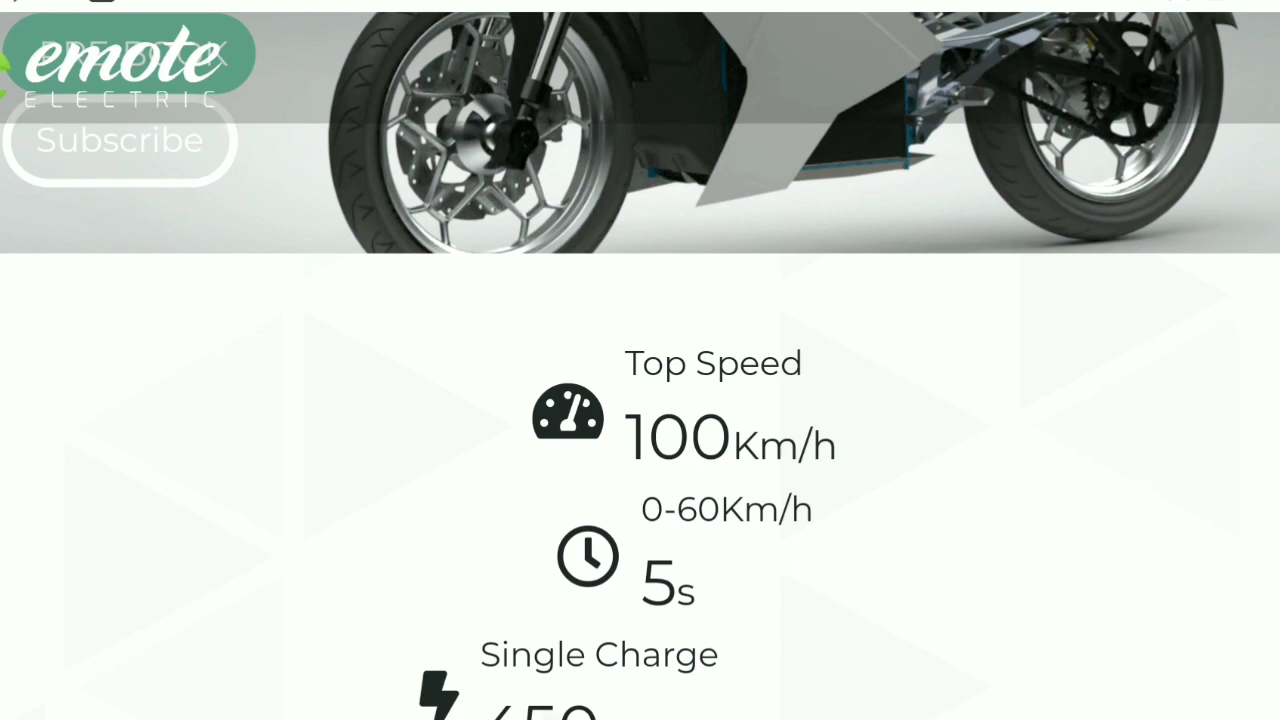 emote
ELECTRIC
Subscribe
Top Speed
100Km/h
0-60Km/h
5s
Single Charge